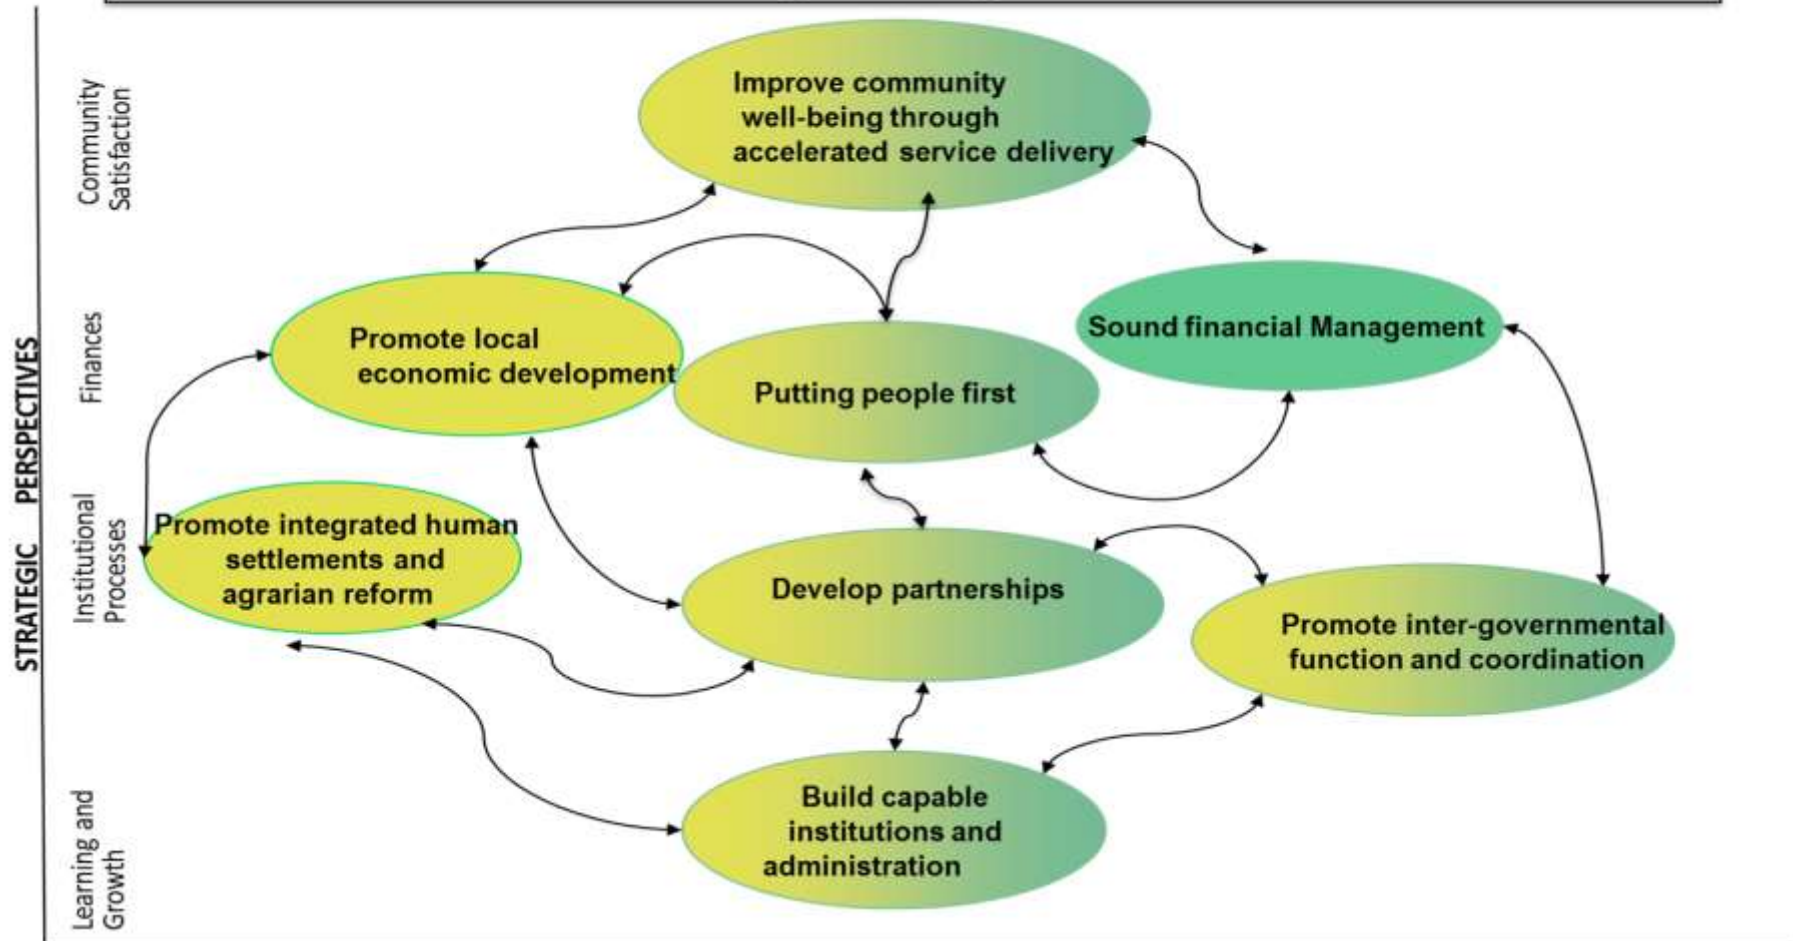 STRATEGIC PERSPECTIVES
Community
Satisfaction
Improve community
well-being through
accelerated service delivery
Finances
Promote local
economic development
Putting people first
Sound financial Management
Institutional
Processes
Promote integrated human
settlements and
agrarian reform
Develop partnerships
Promote inter-governmental
function and coordination
Learning and
Growth
Build capable
institutions and
administration